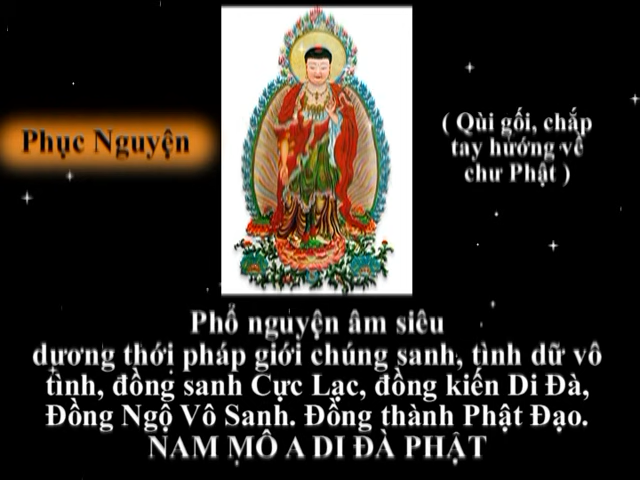 Phục Nguyện
( Qùi gối, chắp
tay hướng về
chư Phật )
Phổ nguyện âm siêu
dương thới pháp giới chúng sanh, tình dữ vô
tình, đồng sanh Cực Lạc, đồng kiến Di Đà,
Đồng Ngộ Vô Sanh. Đồng thành Phật Đạo.
NAM MÔ A DI ĐÀ PHẬT